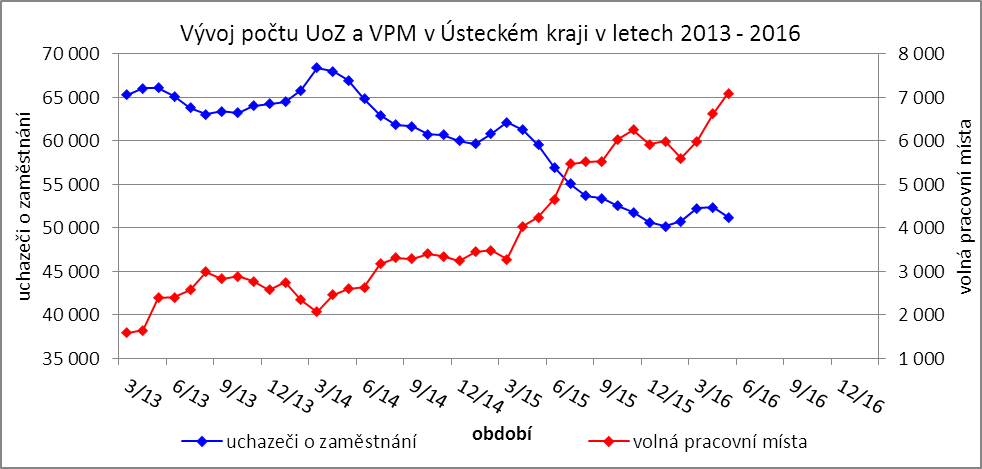 Vývoj počtu UoZ a VPM v Ústeckém kraji v letech 2013 - 2016
uchazeči o zaměstnání
70 000
65 000
60 000
55 000
50 000
45 000
40 000
35 000
8 000
7 000
6 000
5 000
4 000
3 000
2 000
1 000
volná pracovní místa
3/13 6/13 9/13 12/13 3/14 6/14 9/14 12/14 3/15 6/15 9/15 12/15 3/16 6/16 9/16 12/16
období
uchazeči o zaměstnání volná pracovní místa